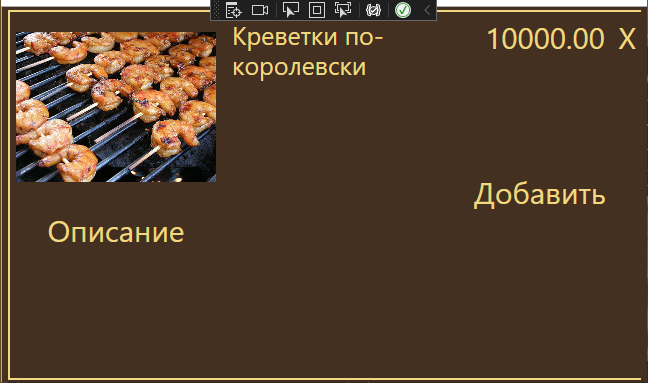 Креветки по-
королевски
10000.00 X
Добавить
Описание